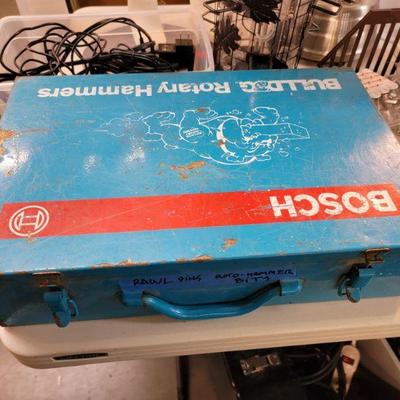 BULLDOG Rotary Hammers
BOSCH
RAWL PINS ROTO-HAMMER
BITS